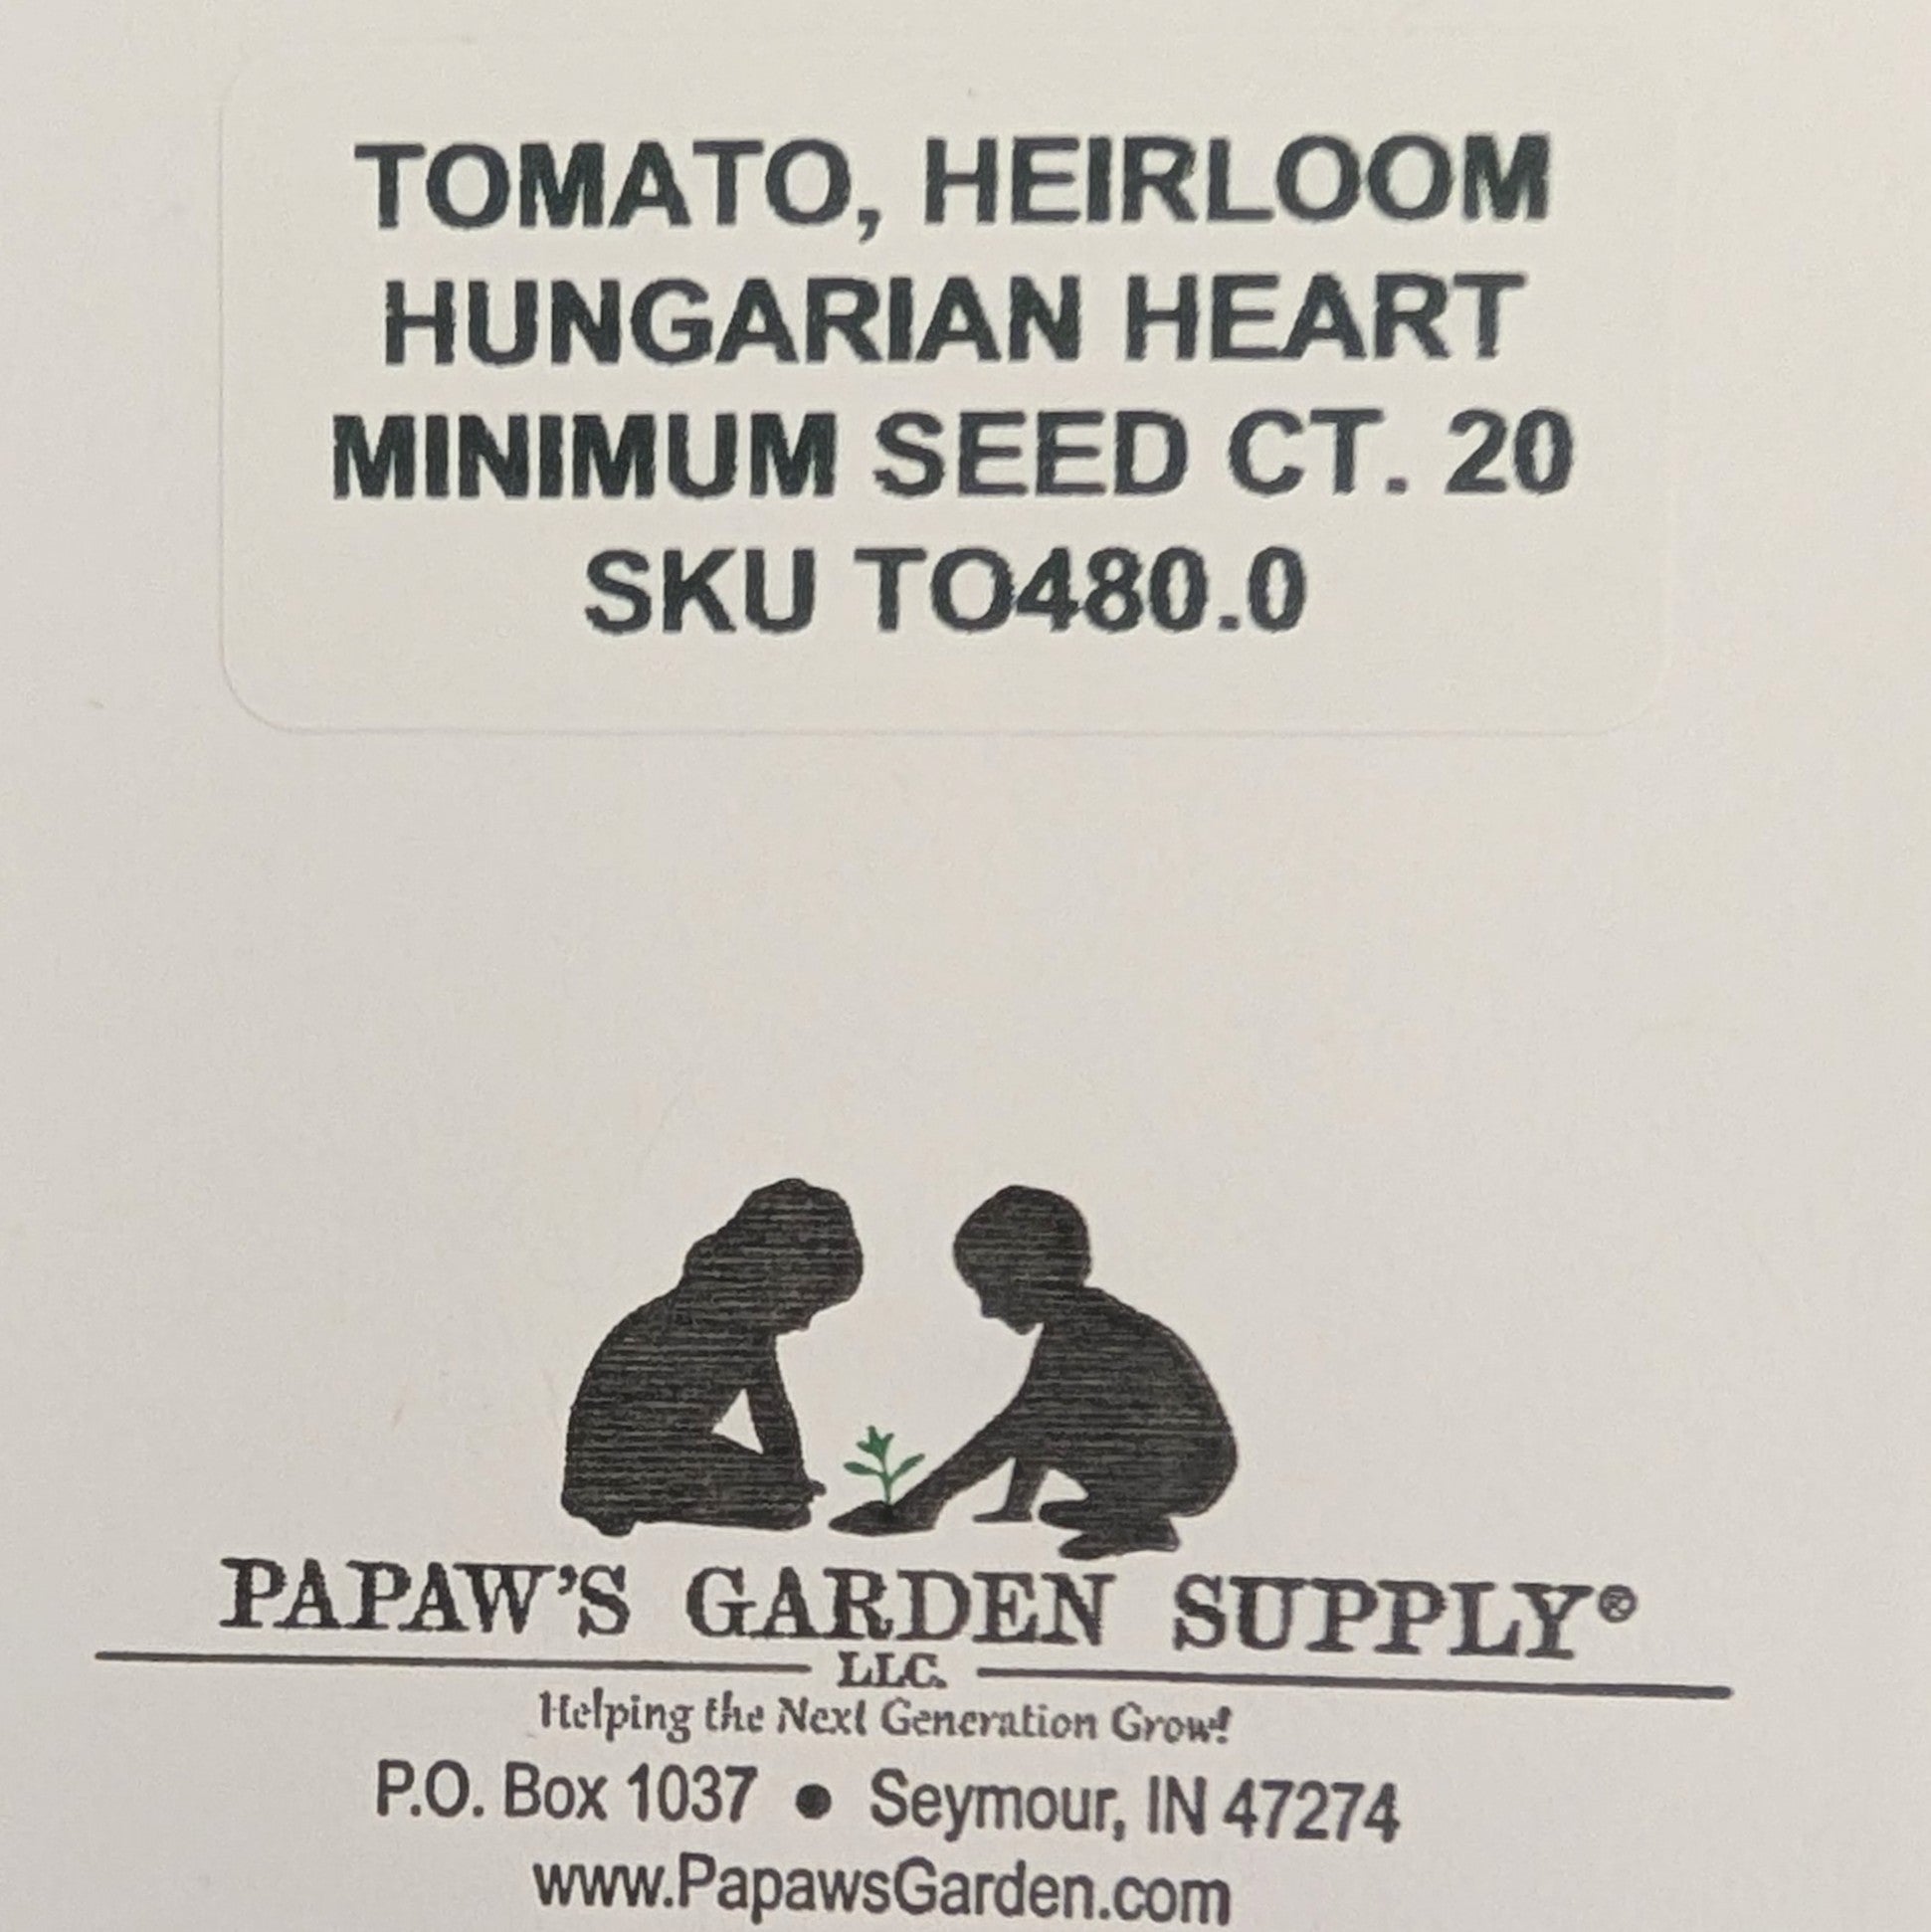 TOMATO, HEIRLOOM
HUNGARIAN HEART
MINIMUM SEED CT. 20
SKU TO480.0
PAPAW'S GARDEN SUPPLY®
LLC.
Helping the Next Generation Grow!
P.O. Box 1037 • Seymour, IN 47274
www.PapawsGarden.com